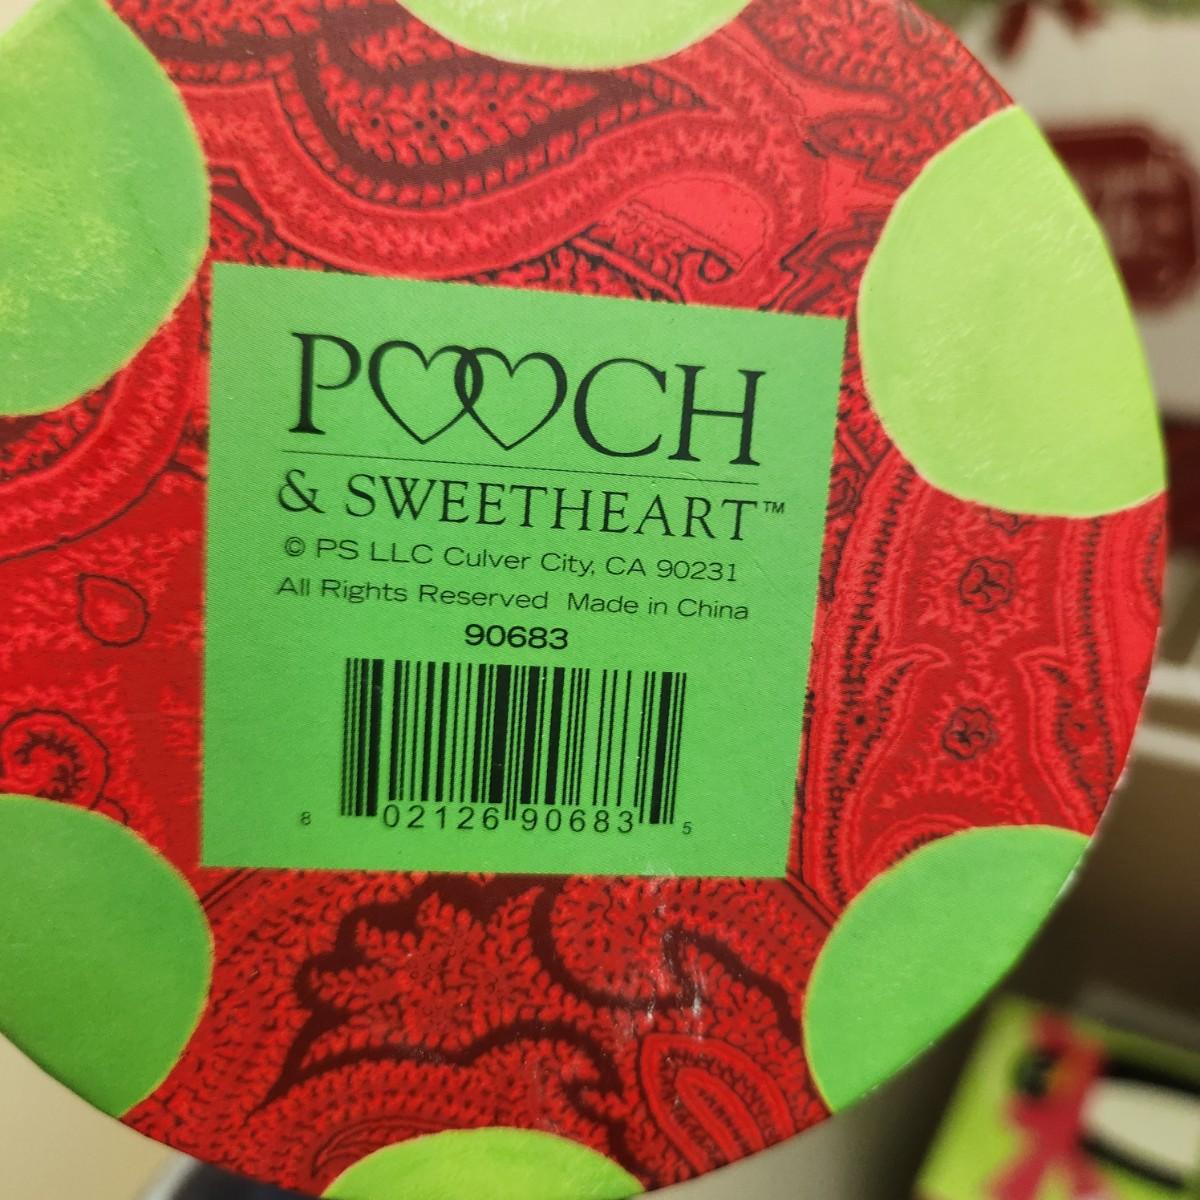 POOCH
& SWEETHEART™
© PS LLC Culver City, CA 90231
All Rights Reserved Made in China
90683
8 02126 90683 5